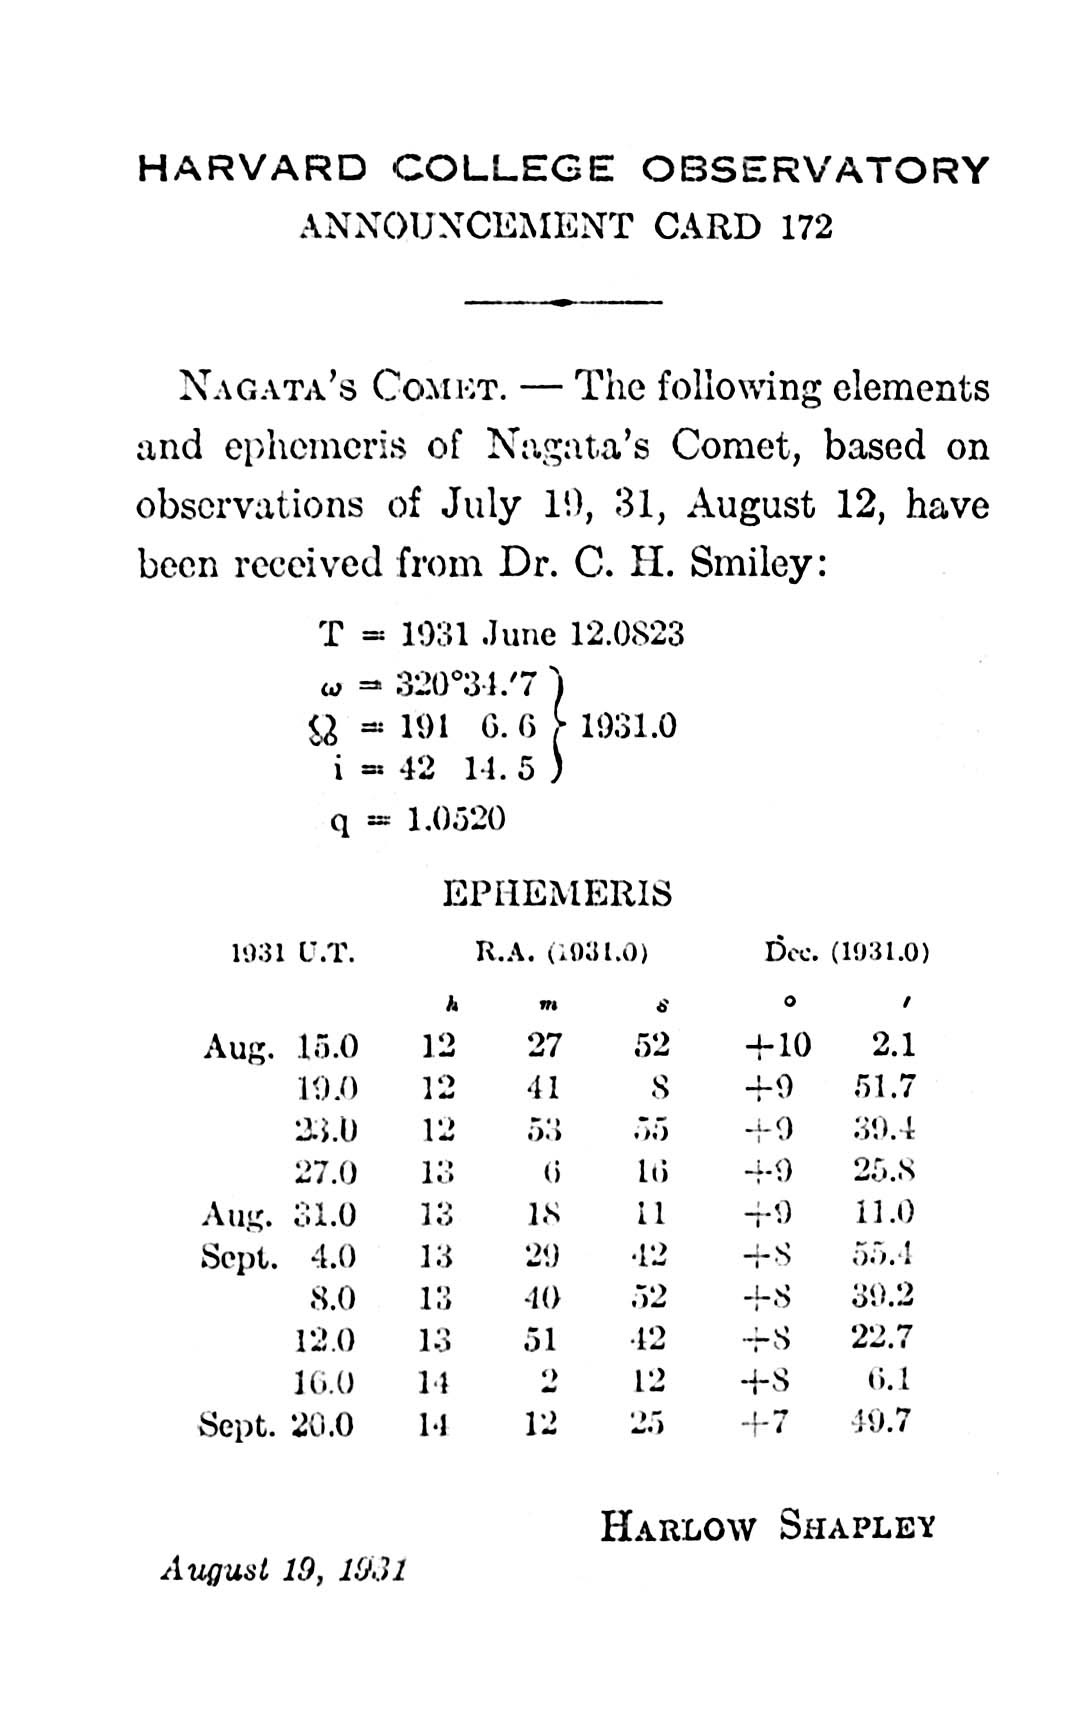 HARVARD COLLEGE OBSERVATORY
ANNOUNCEMENT CARD 172
NAGATA'S COMET. — The following elements
and ephemeris of Nagata's Comet, based on
observations of July 19, 31, August 12, have
been received from Dr. C. H. Smiley:
T = 1931 June 12.0823
ω = 320°34.′7
☊ = 191 6.6 } 1931.0
i = 42 14.5
q = 1.0520
EPHEMERIS
1931 U.T. R.A. (1931.0) Dec. (1931.0)
h m s ° ′
Aug. 15.0 12 27 52 +10 2.1
19.0 12 41 8 +9 51.7
23.0 12 53 55 +9 39.4
27.0 13 6 16 +9 25.8
Aug. 31.0 13 18 11 +9 11.0
Sept. 4.0 13 29 42 +8 55.4
8.0 13 40 52 +8 39.2
12.0 13 51 42 +8 22.7
16.0 14 2 12 +8 6.1
Sept. 20.0 14 12 25 +7 49.7
HARLOW SHAPLEY
August 19, 1931